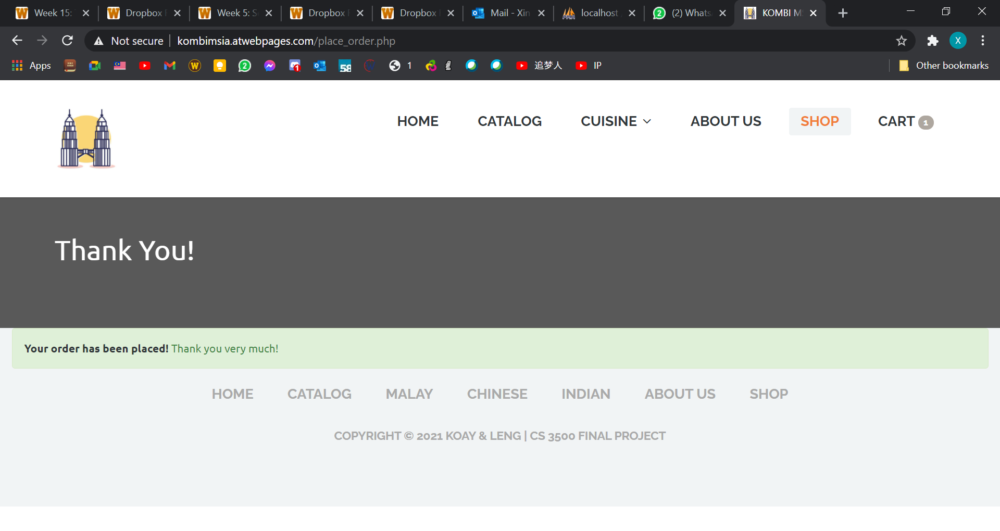 Week 15: Dropbox Week 5: S Dropbox Dropbox Mail - Xin localhost (2) Whats KOMBI M
Not secure kombimsia.atwebpages.com/place_order.php X
Apps 2 1 58 1 追梦人 IP Other bookmarks
HOME CATALOG CUISINE ABOUT US SHOP CART 1
Thank You!
Your order has been placed! Thank you very much!
HOME CATALOG MALAY CHINESE INDIAN ABOUT US SHOP
COPYRIGHT © 2021 KOAY & LENG | CS 3500 FINAL PROJECT